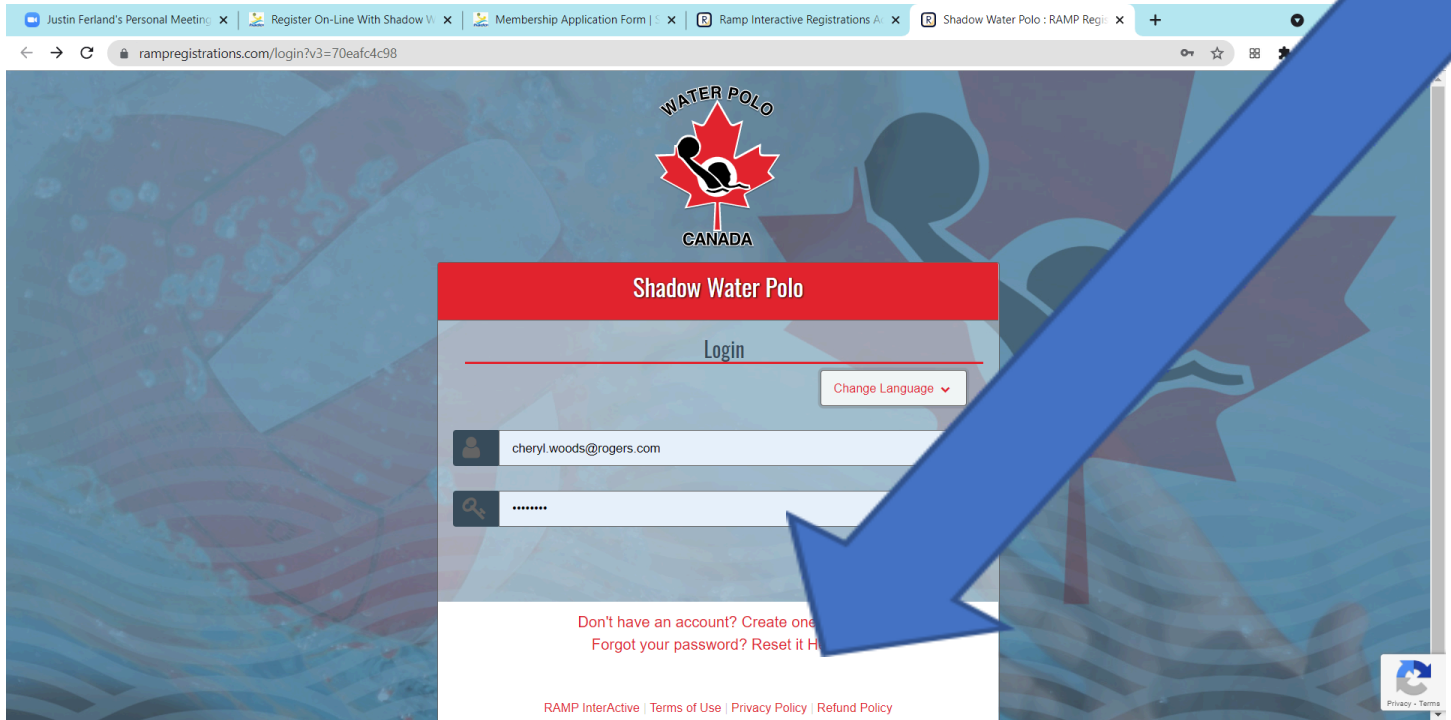 Justin Ferland's Personal Meeting
Register On-Line With Shadow W
Membership Application Form | S
Ramp Interactive Registrations A
Shadow Water Polo : RAMP Regis
rampregistrations.com/login?v3=70eafc4c98
WATER POLO
CANADA
Shadow Water Polo
Login
Change Language
cheryl.woods@rogers.com
••••••••
Don't have an account? Create one
Forgot your password? Reset it H
RAMP InterActive | Terms of Use | Privacy Policy | Refund Policy
Privacy - Terms